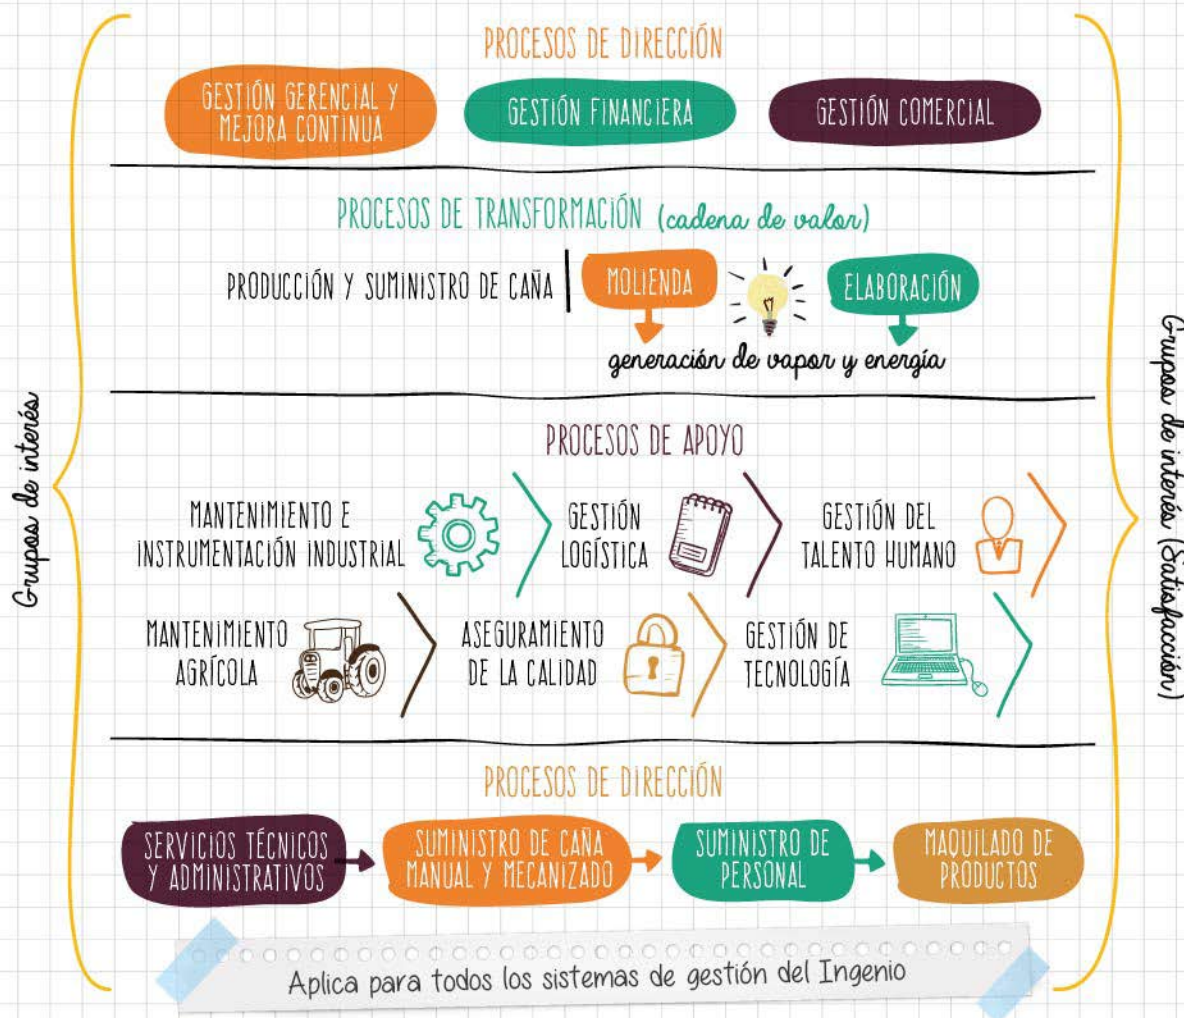 PROCESOS DE DIRECCIÓN
GESTIÓN GERENCIAL Y
MEJORA CONTINUA
GESTIÓN FINANCIERA
GESTIÓN COMERCIAL
PROCESOS DE TRANSFORMACIÓN (cadena de valor)
PRODUCCIÓN Y SUMINISTRO DE CAÑA
MOLIENDA
ELABORACIÓN
generación de vapor y energía
Grupos de interés
PROCESOS DE APOYO
MANTENIMIENTO E
INSTRUMENTACIÓN INDUSTRIAL
GESTIÓN
LOGÍSTICA
GESTIÓN DEL
TALENTO HUMANO
MANTENIMIENTO
AGRÍCOLA
ASEGURAMIENTO
DE LA CALIDAD
GESTIÓN DE
TECNOLOGÍA
Grupos de interés (Satisfacción)
PROCESOS DE DIRECCIÓN
SERVICIOS TÉCNICOS
Y ADMINISTRATIVOS
SUMINISTRO DE CAÑA
MANUAL Y MECANIZADO
SUMINISTRO DE
PERSONAL
MAQUILADO DE
PRODUCTOS
Aplica para todos los sistemas de gestión del Ingenio